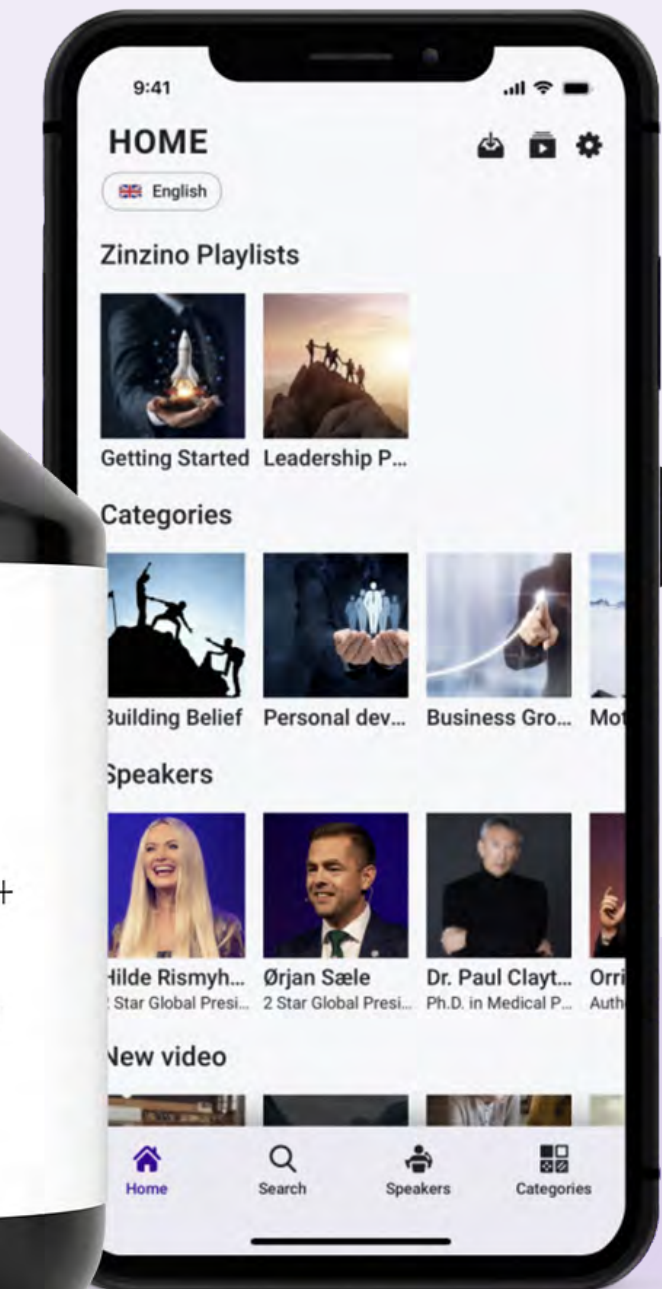 9:41
HOME
English
Zinzino Playlists
Getting Started
Leadership P...
Categories
Building Belief
Personal dev...
Business Gro...
Mot
Speakers
Hilde Rismyh...
2 Star Global Presi...
Ørjan Sæle
2 Star Global Presi...
Dr. Paul Clayt...
Ph.D. in Medical P...
Orri
Auth
New video
Home
Search
Speakers
Categories
+